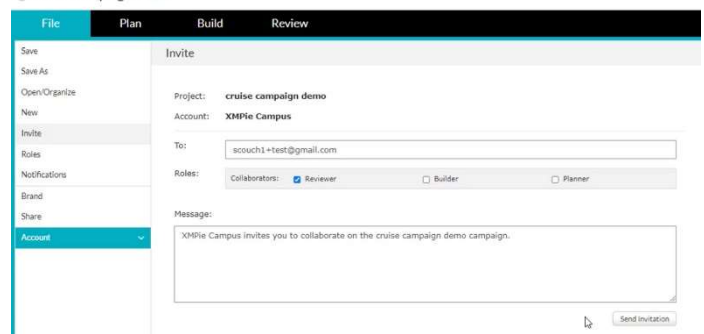 File Plan Build Review
Save
Invite
Save As
Open/Organize
Project: cruise campaign demo
New
Account: XMPie Campus
Invite
To: scouch1+test@gmail.com
Roles
Notifications
Roles: Collaborators: Reviewer Builder Planner
Brand
Share
Message:
Account
XMPie Campus invites you to collaborate on the cruise campaign demo campaign.
Send Invitation